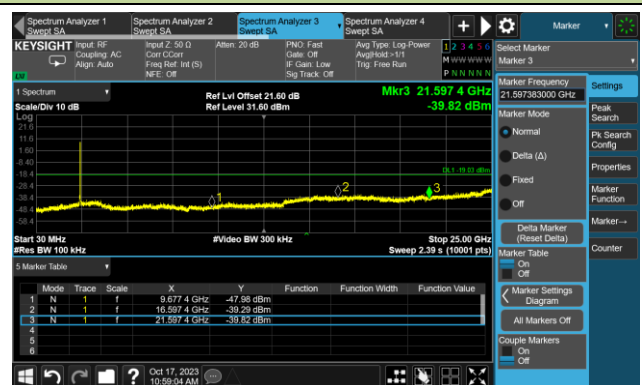 Spectrum Analyzer 1
Swept SA
Spectrum Analyzer 2
Swept SA
Spectrum Analyzer 3
Swept SA
Spectrum Analyzer 4
Swept SA
+
Marker
KEYSIGHT
Input: RF
Coupling: AC
Align: Auto
Input Z: 50 Ω
Corr CCorr
Freq Ref: Int (S)
NFE: Off
Atten: 20 dB
PNO: Fast
Gate: Off
IF Gain: Low
Sig Track: Off
Avg Type: Log-Power
Avg|Hold:>1/1
Trig: Free Run
1 2 3 4 5 6
M W W W W W
P N N N N N
LW
Select Marker
Marker 3
1 Spectrum
Scale/Div 10 dB
Ref Lvl Offset 21.60 dB
Ref Level 31.60 dBm
Mkr3 21.597 4 GHz
-39.82 dBm
Log
21.6
11.6
1.60
-8.40
-18.4
-28.4
-38.4
-48.4
-58.4
DL1 -19.03 dBm
1
2
3
Start 30 MHz
#Res BW 100 kHz
#Video BW 300 kHz
Stop 25.00 GHz
Sweep 2.39 s (10001 pts)
5 Marker Table
Mode Trace Scale X Y Function Function Width Function Value
1 N 1 f 9.677 4 GHz -47.98 dBm
2 N 1 f 16.597 4 GHz -39.29 dBm
3 N 1 f 21.597 4 GHz -39.82 dBm
4
5
6
Marker Frequency
21.597383000 GHz
Marker Mode
Normal
Delta (Δ)
Fixed
Off
Delta Marker
(Reset Delta)
Marker Table
On
Off
Marker Settings
Diagram
All Markers Off
Couple Markers
On
Off
Settings
Peak
Search
Pk Search
Config
Properties
Marker
Function
Marker→
Counter
?
Oct 17, 2023
10:59:04 AM